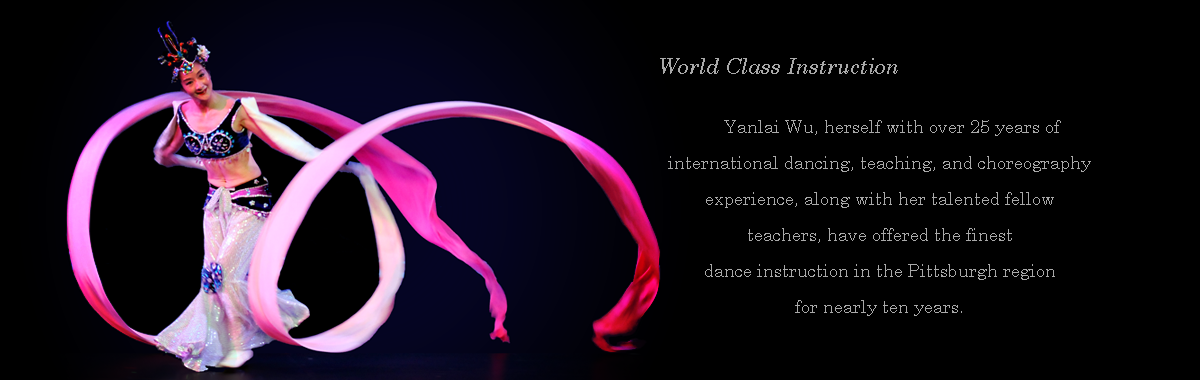 World Class Instruction
Yanlai Wu, herself with over 25 years of
international dancing, teaching, and choreography
experience, along with her talented fellow
teachers, have offered the finest
dance instruction in the Pittsburgh region
for nearly ten years.